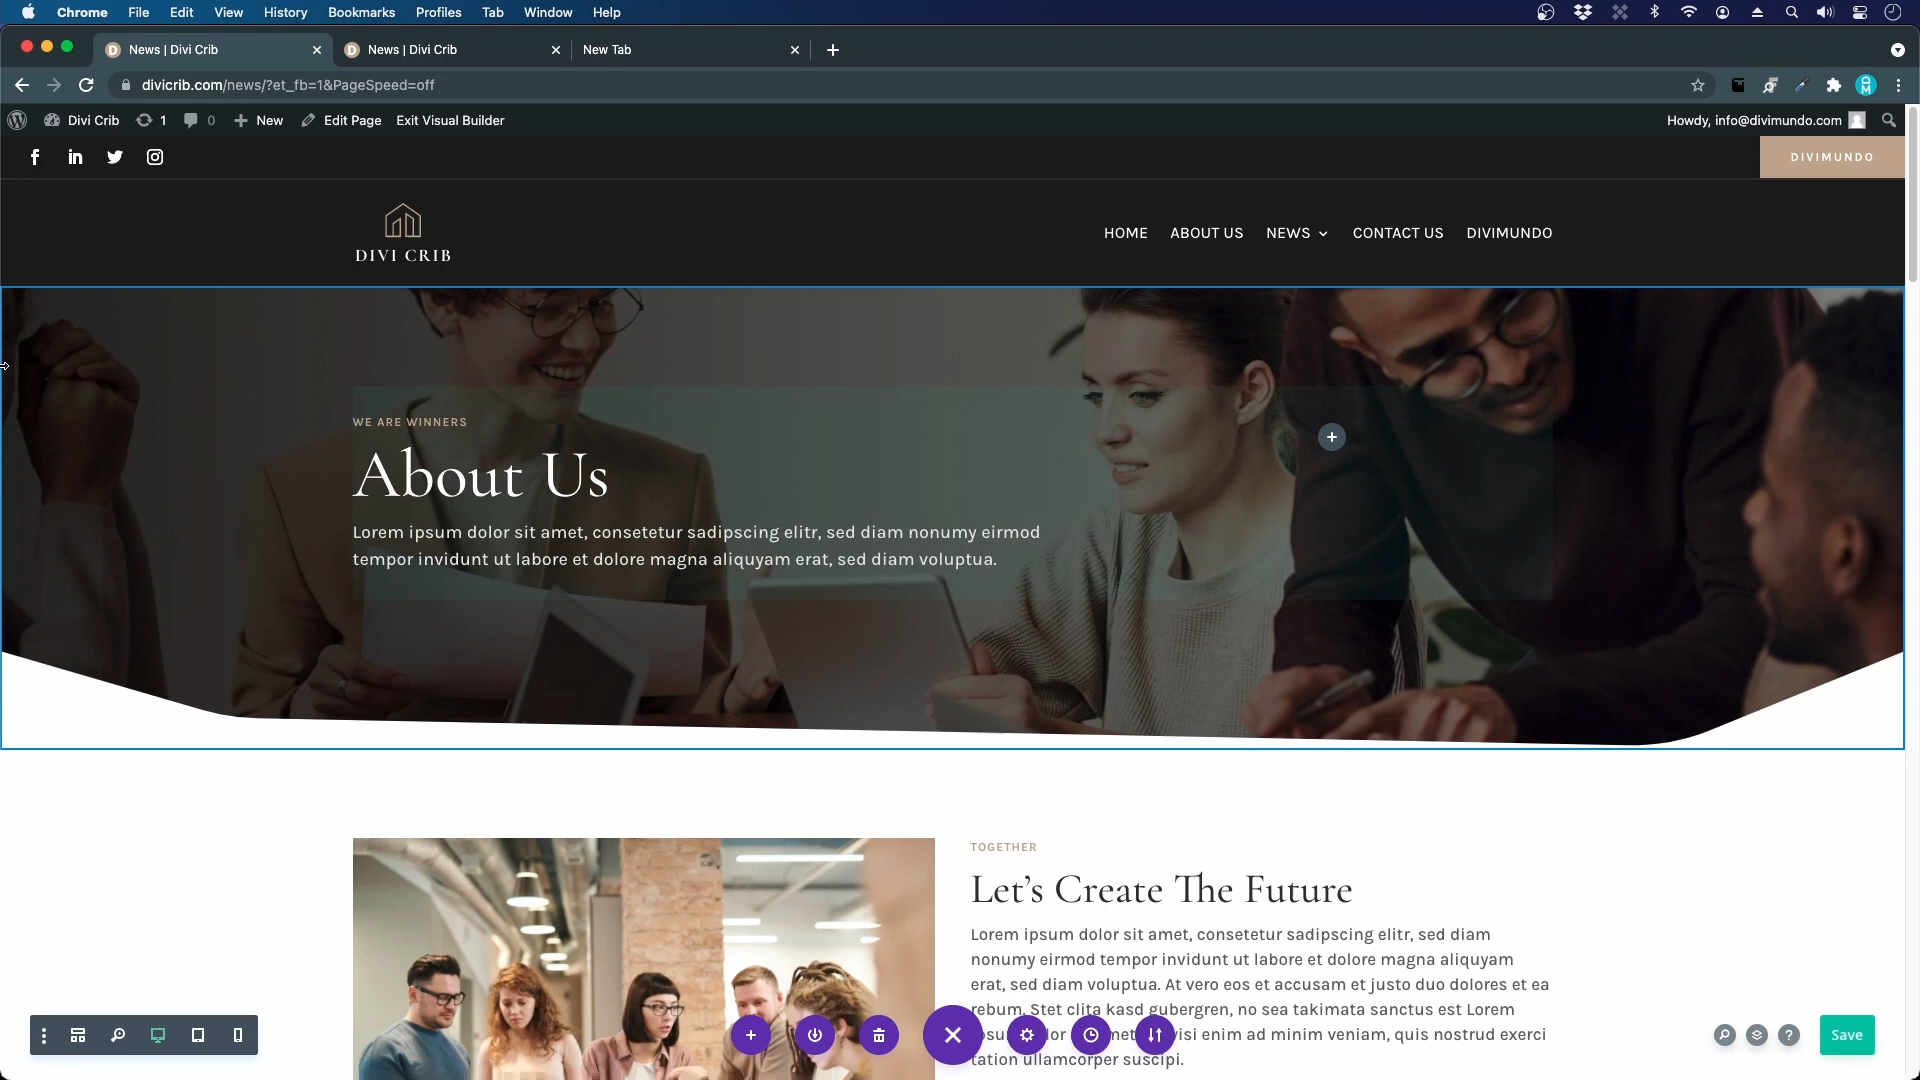 Chrome File Edit View History Bookmarks Profiles Tab Window Help
News | Divi Crib News | Divi Crib New Tab
divicrib.com/news/?et_fb=1&PageSpeed=off
Divi Crib 1 0 New Edit Page Exit Visual Builder Howdy, info@divimundo.com
DIVIMUNDO
DIVI CRIB
HOME ABOUT US NEWS CONTACT US DIVIMUNDO
WE ARE WINNERS
About Us
Lorem ipsum dolor sit amet, consetetur sadipscing elitr, sed diam nonumy eirmod
tempor invidunt ut labore et dolore magna aliquyam erat, sed diam voluptua.
TOGETHER
Let’s Create The Future
Lorem ipsum dolor sit amet, consetetur sadipscing elitr, sed diam
nonumy eirmod tempor invidunt ut labore et dolore magna aliquyam
erat, sed diam voluptua. At vero eos et accusam et justo duo dolores et ea
rebum. Stet clita kasd gubergren, no sea takimata sanctus est Lorem
enim ad minim veniam, quis nostrud exerci
tation ullamcorper suscipi.
Save